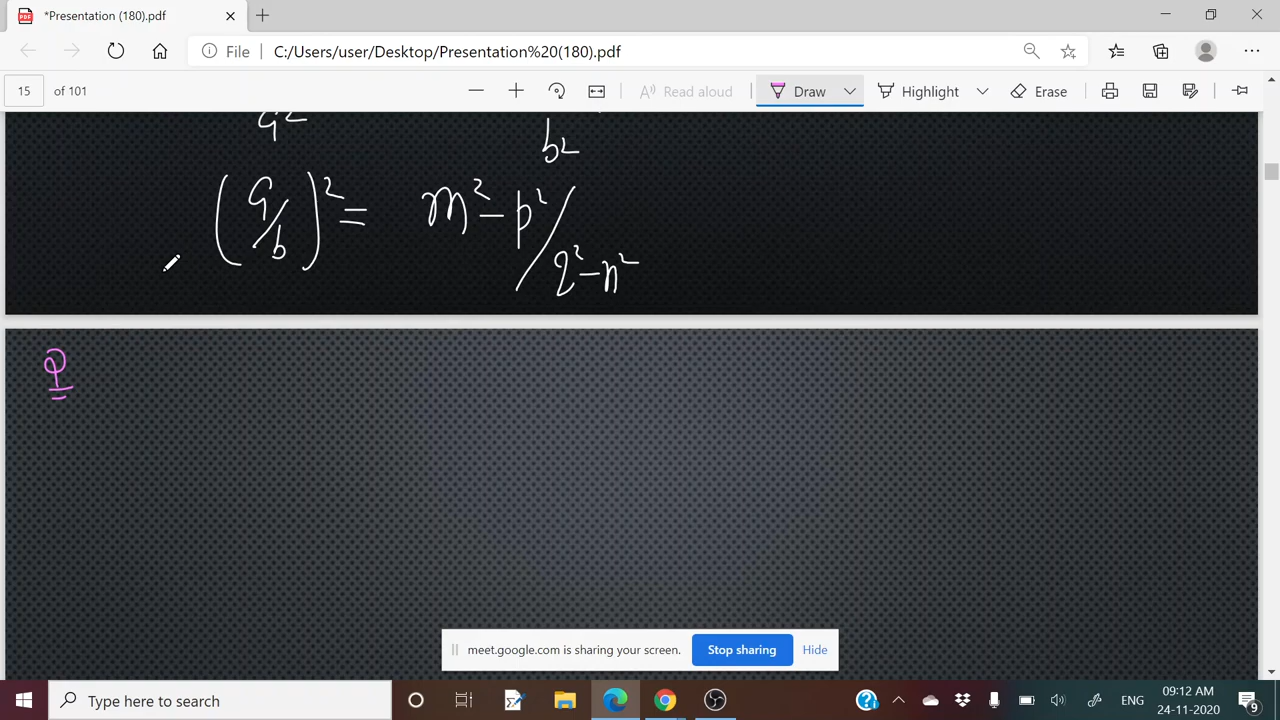 *Presentation (180).pdf
File C:/Users/user/Desktop/Presentation%20(180).pdf
15 of 101 Read aloud Draw Highlight Erase
b2
(a/b)² = m² - p² / q² - n²
Q
meet.google.com is sharing your screen. Stop sharing Hide
Type here to search
ENG
09:12 AM
24-11-2020
9